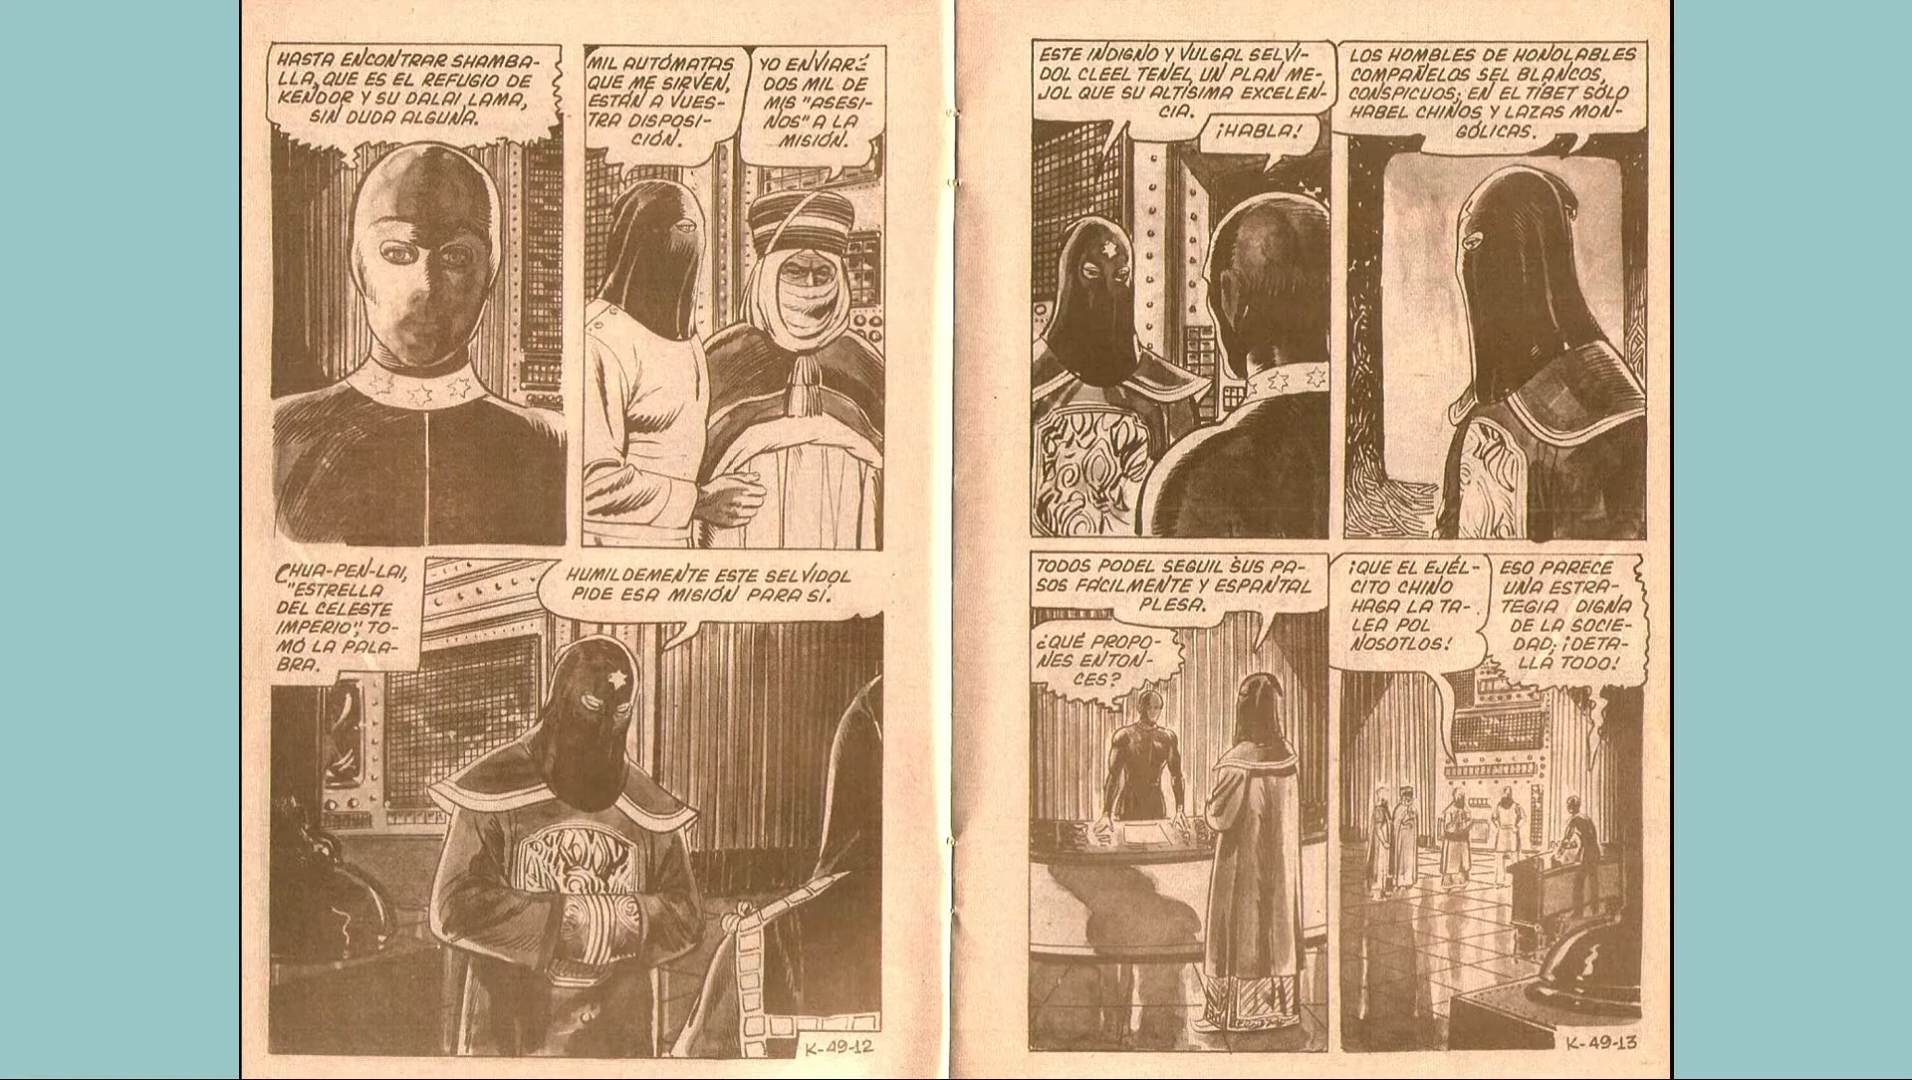 HASTA ENCONTRAR SHAMBA-
LLA, QUE ES EL REFUGIO DE
KENDOR Y SU DALAI LAMA,
SIN DUDA ALGUNA.
MIL AUTÓMATAS
QUE ME SIRVEN,
ESTÁN A VUES-
TRA DISPOSI-
CIÓN.
YO ENVIARÉ
DOS MIL DE
MIS "ASESI-
NOS" A LA
MISIÓN.
CHUA-PEN-LAI,
"ESTRELLA
DEL CELESTE
IMPERIO", TO-
MÓ LA PALA-
BRA.
HUMILDEMENTE ESTE SELVIDOL
PIDE ESA MISIÓN PARA SÍ.
K-49-12
ESTE INDIGNO Y VULGAL SELVI-
DOL CLEEL TENEL UN PLAN ME-
JOL QUE SU ALTÍSIMA EXCELEN-
CIA.
¡HABLA!
LOS HOMBLES DE HONOLABLES
COMPAÑELOS SEL BLANCOS,
CONSPICUOS; EN EL TÍBET SÓLO
HABEL CHINOS Y LAZAS MON-
GÓLICAS.
TODOS PODEL SEGUIL SUS PA-
SOS FÁCILMENTE Y ESPANTAL
PLESA.
¿QUÉ PROPO-
NES ENTON-
CES?
¡QUE EL EJÉL-
CITO CHINO
HAGA LA TA-
LEA POL
NOSOTLOS!
ESO PARECE
UNA ESTRA-
TEGIA DIGNA
DE LA SOCIE-
DAD; ¡DETA-
LLA TODO!
K-49-13